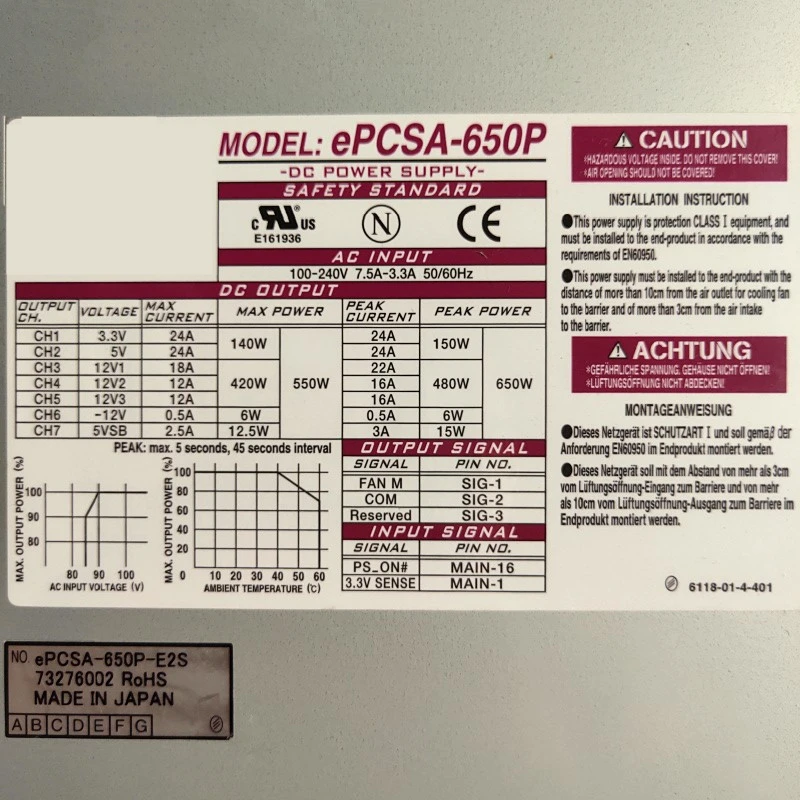 MODEL: ePCSA-650P
-DC POWER SUPPLY-
SAFETY STANDARD
c RU US
E161936
N
CE
AC INPUT
100-240V 7.5A-3.3A 50/60Hz
DC OUTPUT
OUTPUT CH. VOLTAGE MAX CURRENT MAX POWER PEAK CURRENT PEAK POWER
CH1 3.3V 24A 140W 550W 24A 150W 650W
CH2 5V 24A 24A
CH3 12V1 18A 420W 22A 480W
CH4 12V2 12A 16A
CH5 12V3 12A 16A
CH6 -12V 0.5A 6W 0.5A 6W
CH7 5VSB 2.5A 12.5W 3A 15W
PEAK: max. 5 seconds, 45 seconds interval
MAX. OUTPUT POWER (%)
100
90
80
80 90 100
AC INPUT VOLTAGE (V)
MAX. OUTPUT POWER (%)
100
80
60
40
20
0
10 20 30 40 50 60
AMBIENT TEMPERATURE (℃)
OUTPUT SIGNAL
SIGNAL PIN NO.
FAN M SIG-1
COM SIG-2
Reserved SIG-3
INPUT SIGNAL
SIGNAL PIN NO.
PS_ON# MAIN-16
3.3V SENSE MAIN-1
⚠ CAUTION
*HAZARDOUS VOLTAGE INSIDE. DO NOT REMOVE THIS COVER!
*AIR OPENING SHOULD NOT BE COVERED!
INSTALLATION INSTRUCTION
●This power supply is protection CLASS I equipment, and
must be installed to the end-product in accordance with the
requirements of EN60950.
●This power supply must be installed to the end-product with the
distance of more than 10cm from the air outlet for cooling fan
to the barrier and of more than 3cm from the air intake
to the barrier.
⚠ ACHTUNG
*GEFÄHRLICHE SPANNUNG. GEHÄUSE NICHT ÖFFNEN!
*LÜFTUNGSÖFFNUNG NICHT ABDECKEN!
MONTAGEANWEISUNG
●Dieses Netzgerät ist SCHUTZART I und soll gemäβ der
Anforderung EN60950 im Endprodukt montiert werden.
●Dieses Netzgerät soll mit dem Abstand von mehr als 3cm
vom Lüftungsöffnung-Eingang zum Barriere und von mehr
als 10cm vom Lüftungsöffnung-Ausgang zum Barriere im
Endprodukt montiert werden.
6118-01-4-401
NO. ePCSA-650P-E2S
73276002 RoHS
MADE IN JAPAN
A B C D E F G